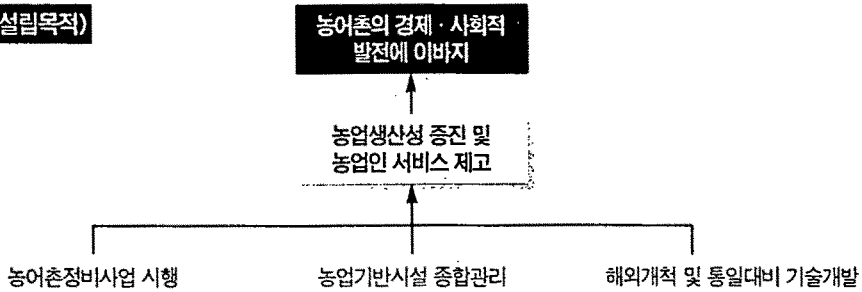 설립목적)
농어촌의 경제 · 사회적
발전에 이바지
농업생산성 증진 및
농업인 서비스 제고
농어촌정비사업 시행
농업기반시설 종합관리
해외개척 및 통일대비 기술개발